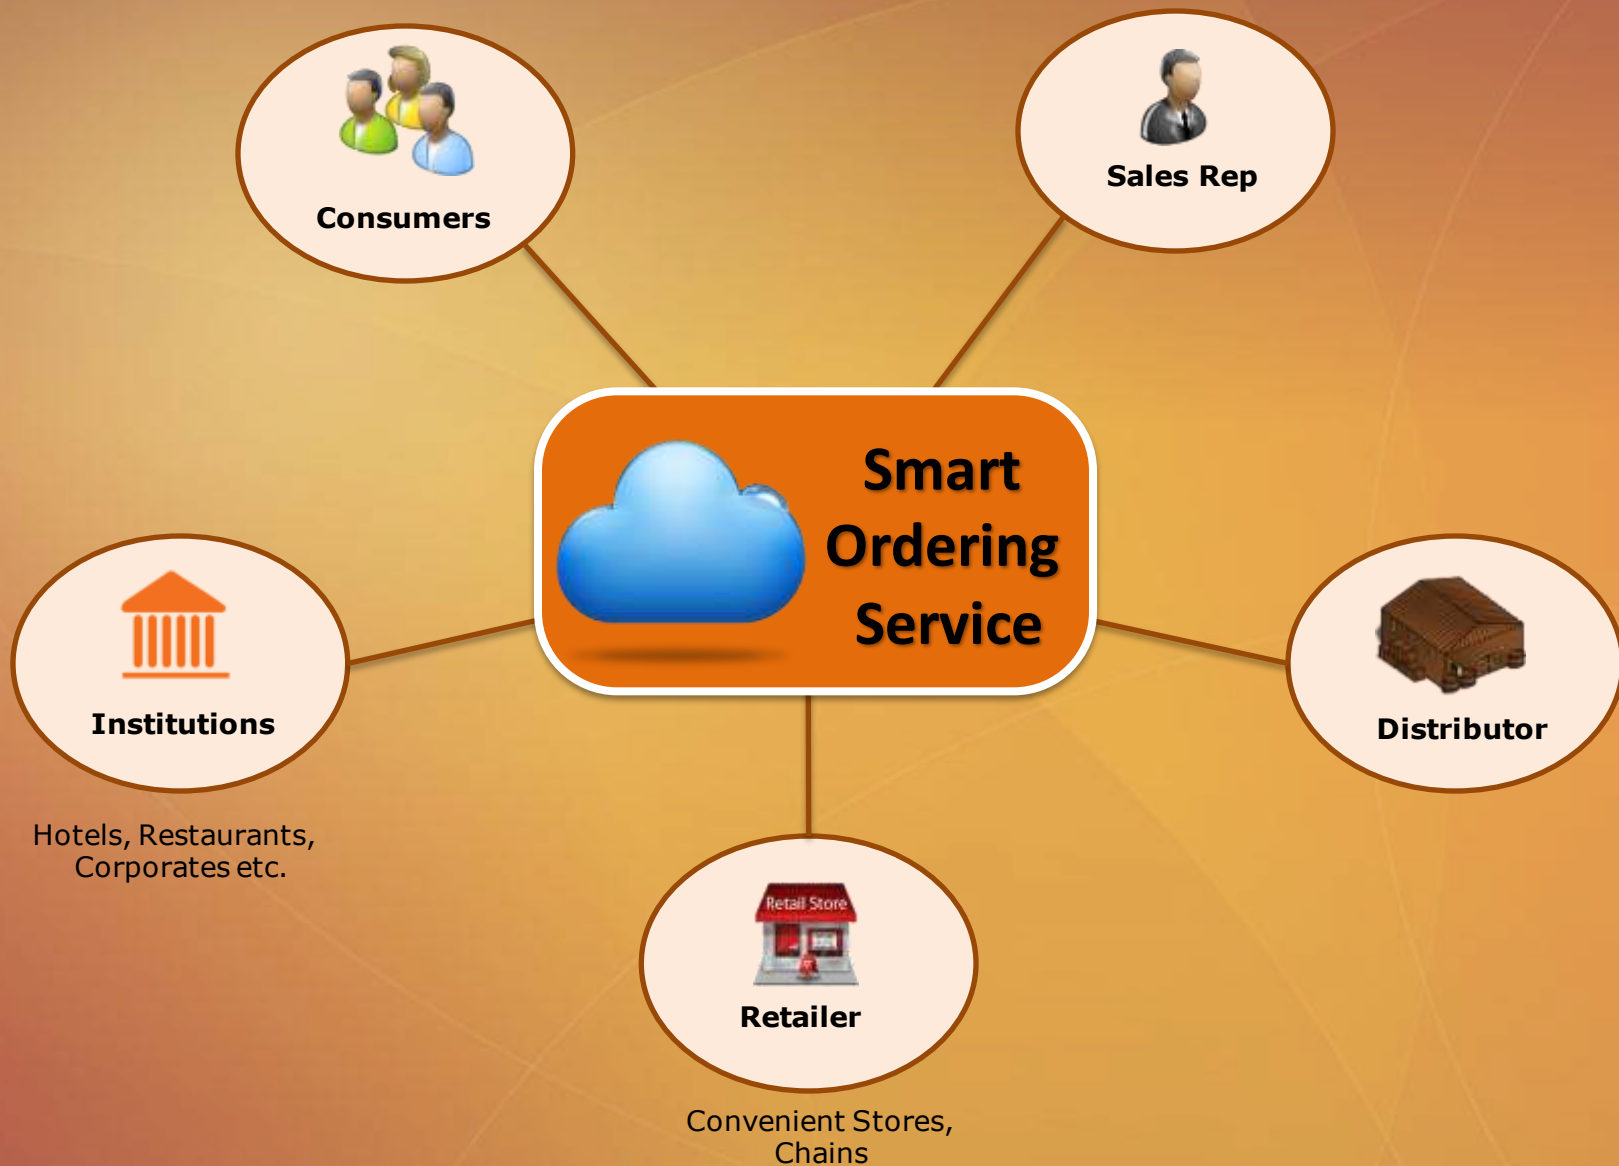 Consumers
Sales Rep
Smart
Ordering
Service
Institutions
Distributor
Hotels, Restaurants,
Corporates etc.
Retail Store
Retailer
Convenient Stores,
Chains